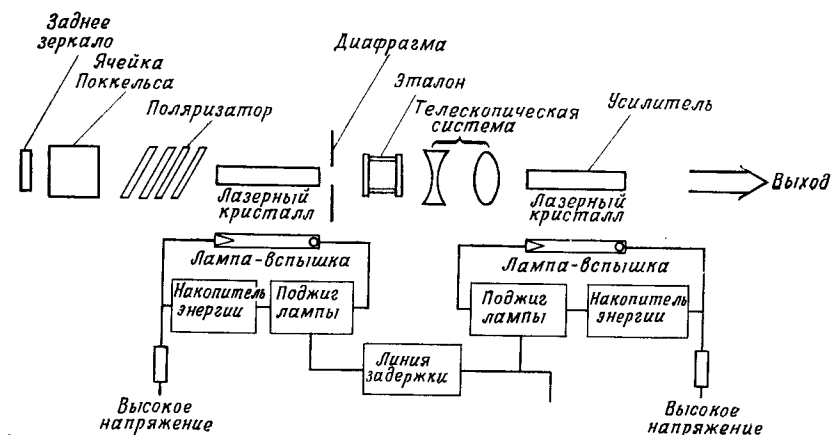 Заднее
зеркало
Ячейка
Поккельса
Поляризатор
Диафрагма
Эталон
Телескопическая
система
Усилитель
Лазерный
кристалл
Лазерный
кристалл
Выход
Лампа-вспышка
Лампа-вспышка
Накопитель
энергии
Поджиг
лампы
Поджиг
лампы
Накопитель
энергии
Линия
задержки
Высокое
напряжение
Высокое
напряжение